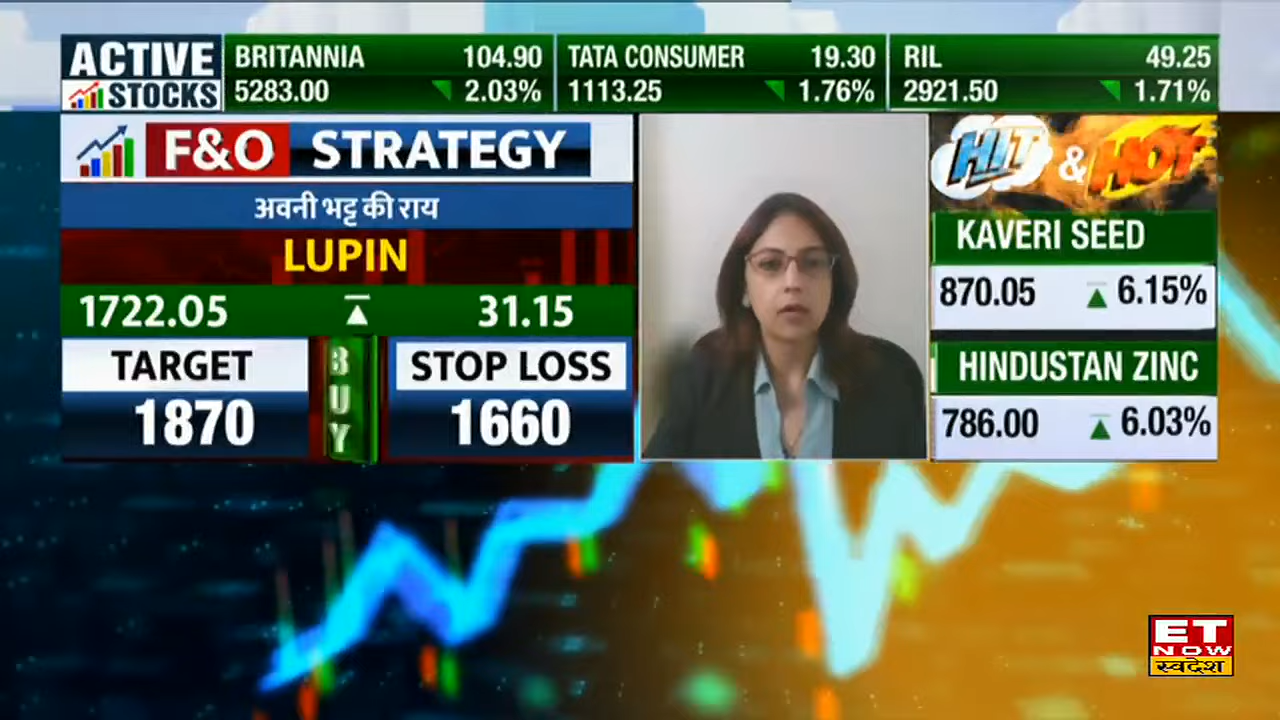 ACTIVE
STOCKS
BRITANNIA 104.90
5283.00 2.03%
TATA CONSUMER 19.30
1113.25 1.76%
RIL 49.25
2921.50 1.71%
F&O STRATEGY
अवनी भट्ट की राय
LUPIN
1722.05 31.15
TARGET
1870
BUY
STOP LOSS
1660
HIT & HOT
KAVERI SEED
870.05 6.15%
HINDUSTAN ZINC
786.00 6.03%
ET
NOW
स्वदेश